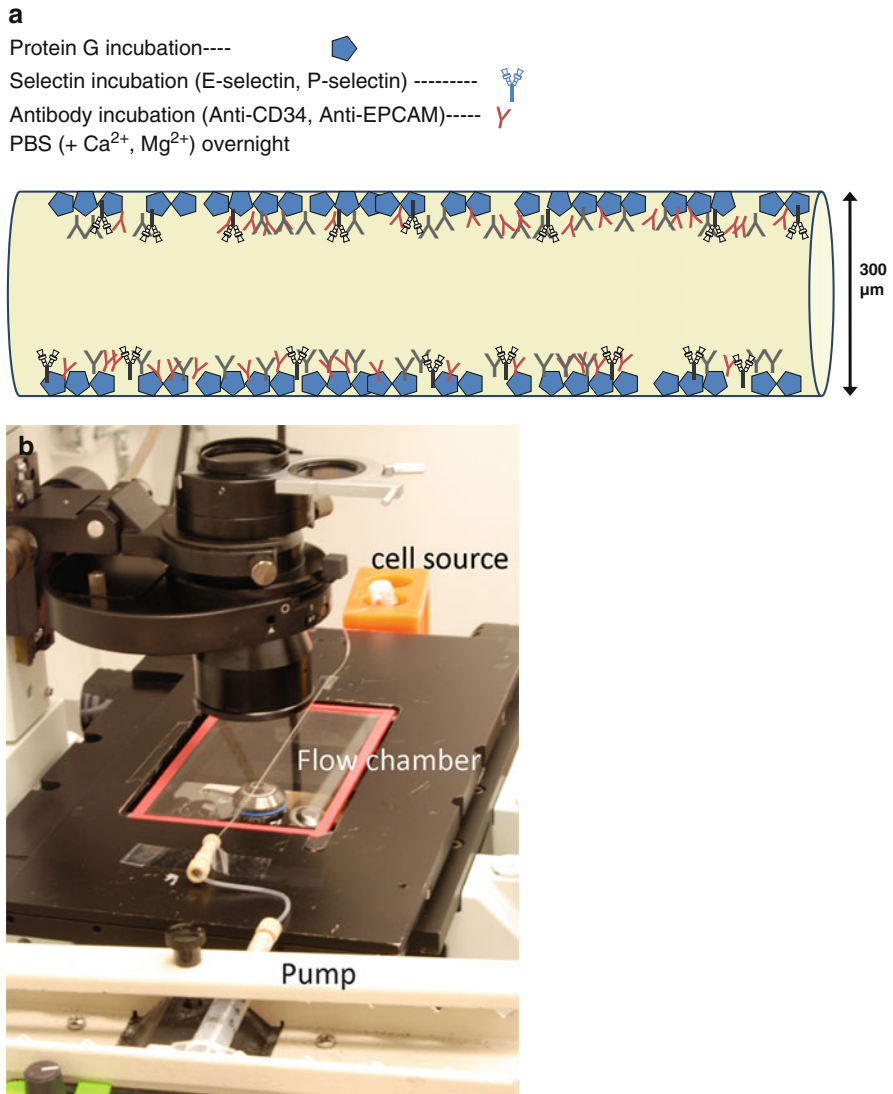 a
Protein G incubation----
Selectin incubation (E-selectin, P-selectin) ---------
Antibody incubation (Anti-CD34, Anti-EPCAM)-----
PBS (+ Ca²⁺, Mg²⁺) overnight
300
µm
b
cell source
Flow chamber
Pump